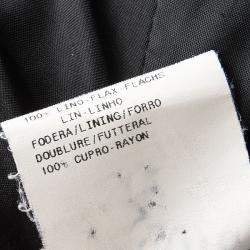 100% LINO-FLAX-FLACHS
LIN-LINHO
FODERA/LINING/FORRO
DOUBLURE/FUTTERAL
100% CUPRO-RAYON